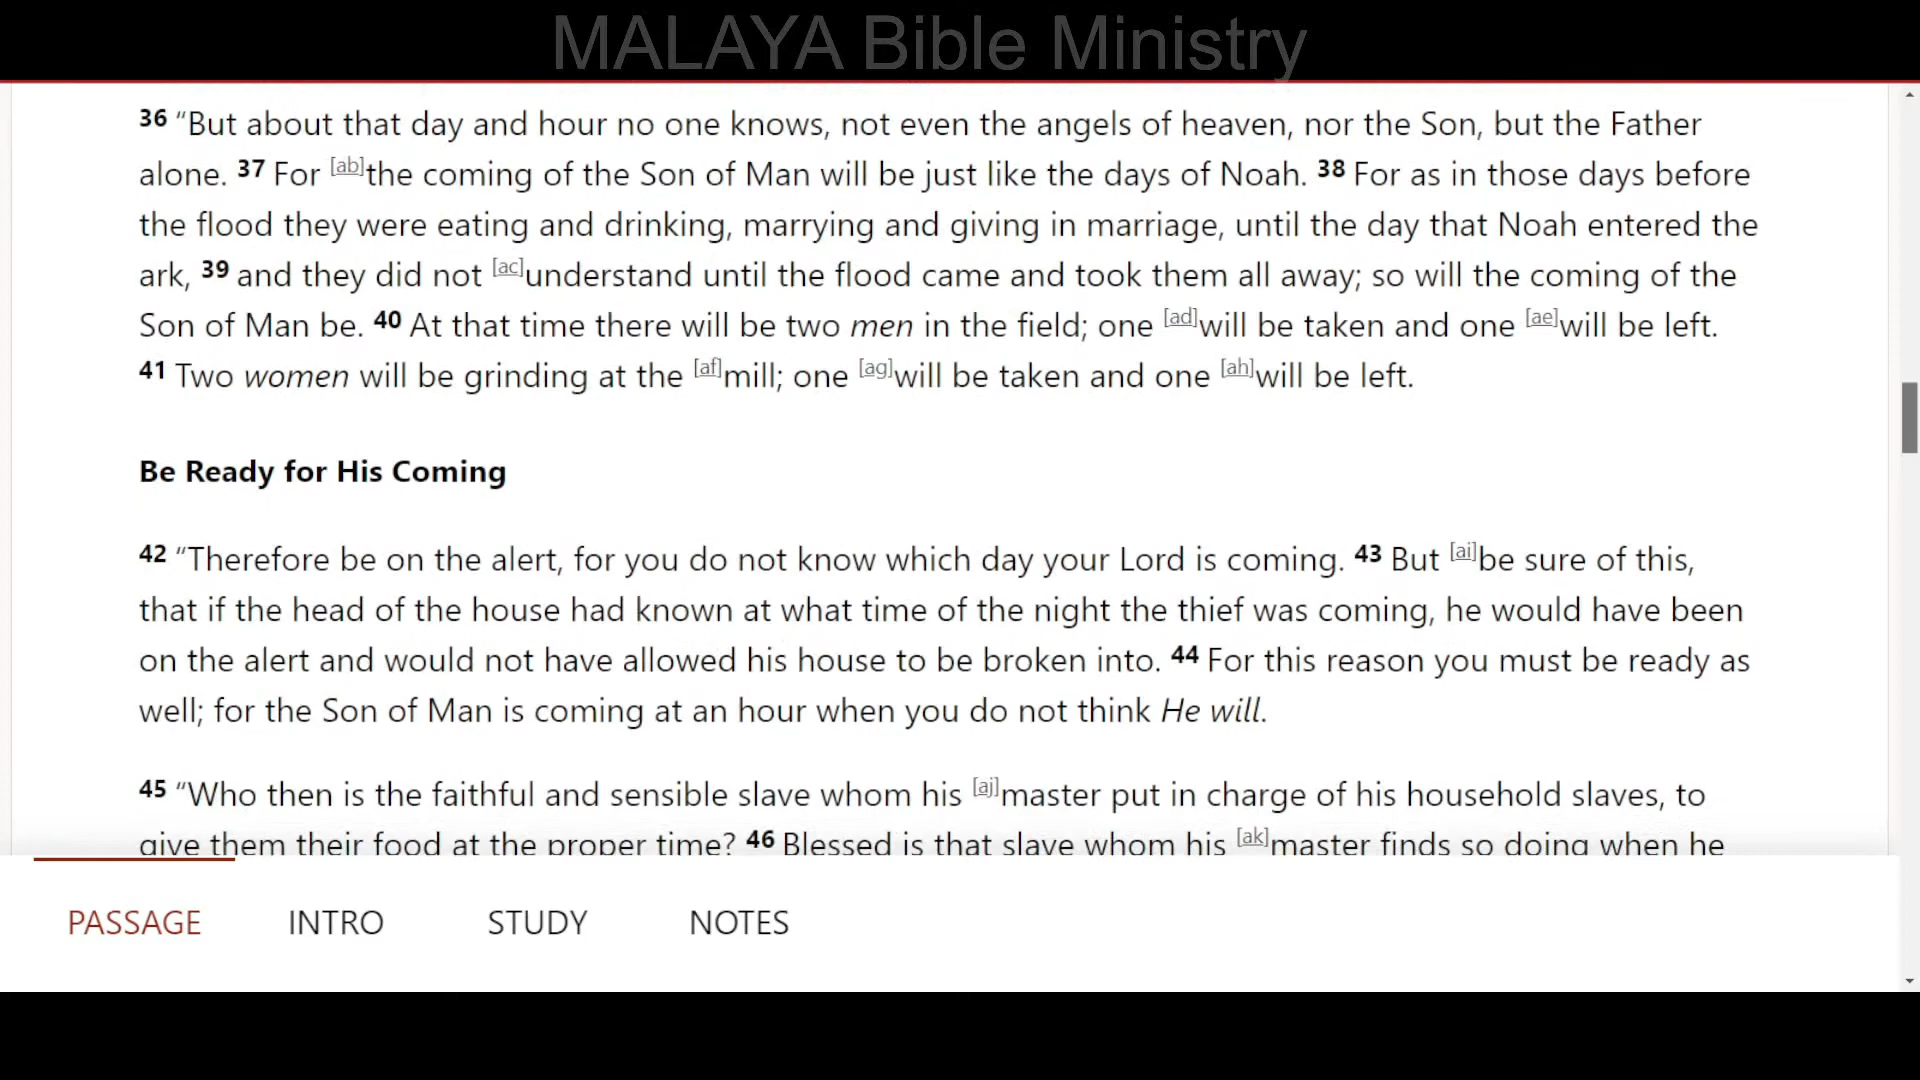 MALAYA Bible Ministry
36 “But about that day and hour no one knows, not even the angels of heaven, nor the Son, but the Father
alone. 37 For [ab]the coming of the Son of Man will be just like the days of Noah. 38 For as in those days before
the flood they were eating and drinking, marrying and giving in marriage, until the day that Noah entered the
ark, 39 and they did not [ac]understand until the flood came and took them all away; so will the coming of the
Son of Man be. 40 At that time there will be two men in the field; one [ad]will be taken and one [ae]will be left.
41 Two women will be grinding at the [af]mill; one [ag]will be taken and one [ah]will be left.
Be Ready for His Coming
42 “Therefore be on the alert, for you do not know which day your Lord is coming. 43 But [ai]be sure of this,
that if the head of the house had known at what time of the night the thief was coming, he would have been
on the alert and would not have allowed his house to be broken into. 44 For this reason you must be ready as
well; for the Son of Man is coming at an hour when you do not think He will.
45 “Who then is the faithful and sensible slave whom his [aj]master put in charge of his household slaves, to
give them their food at the proper time? 46 Blessed is that slave whom his [ak]master finds so doing when he
PASSAGE INTRO STUDY NOTES